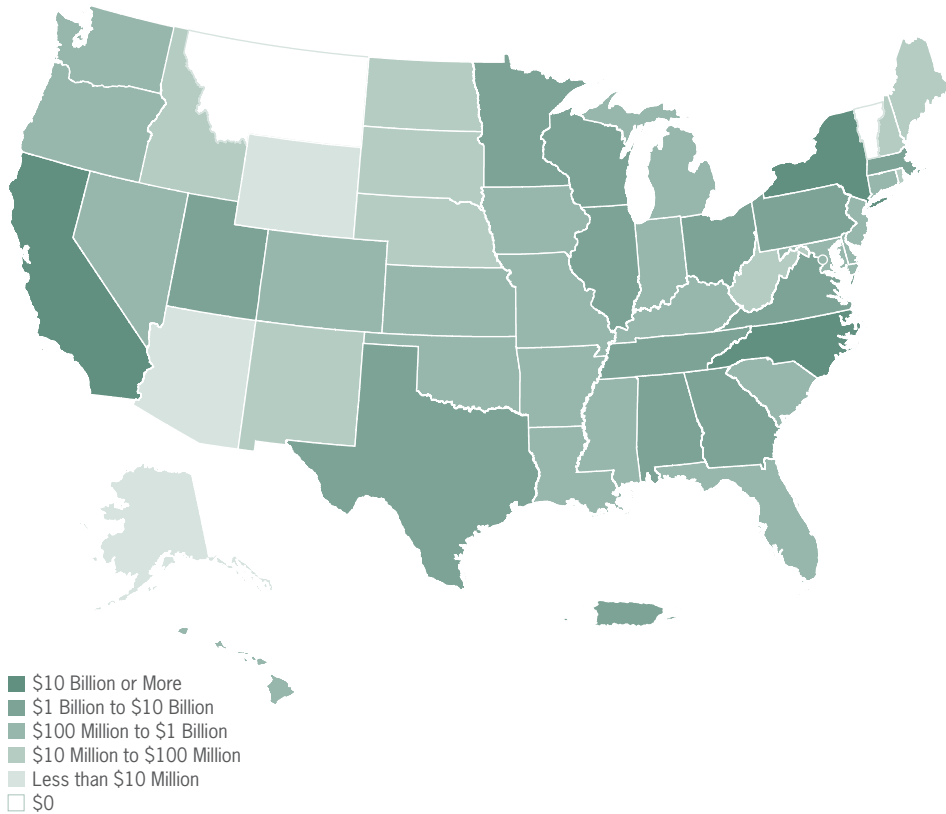 $10 Billion or More
$1 Billion to $10 Billion
$100 Million to $1 Billion
$10 Million to $100 Million
Less than $10 Million
$0